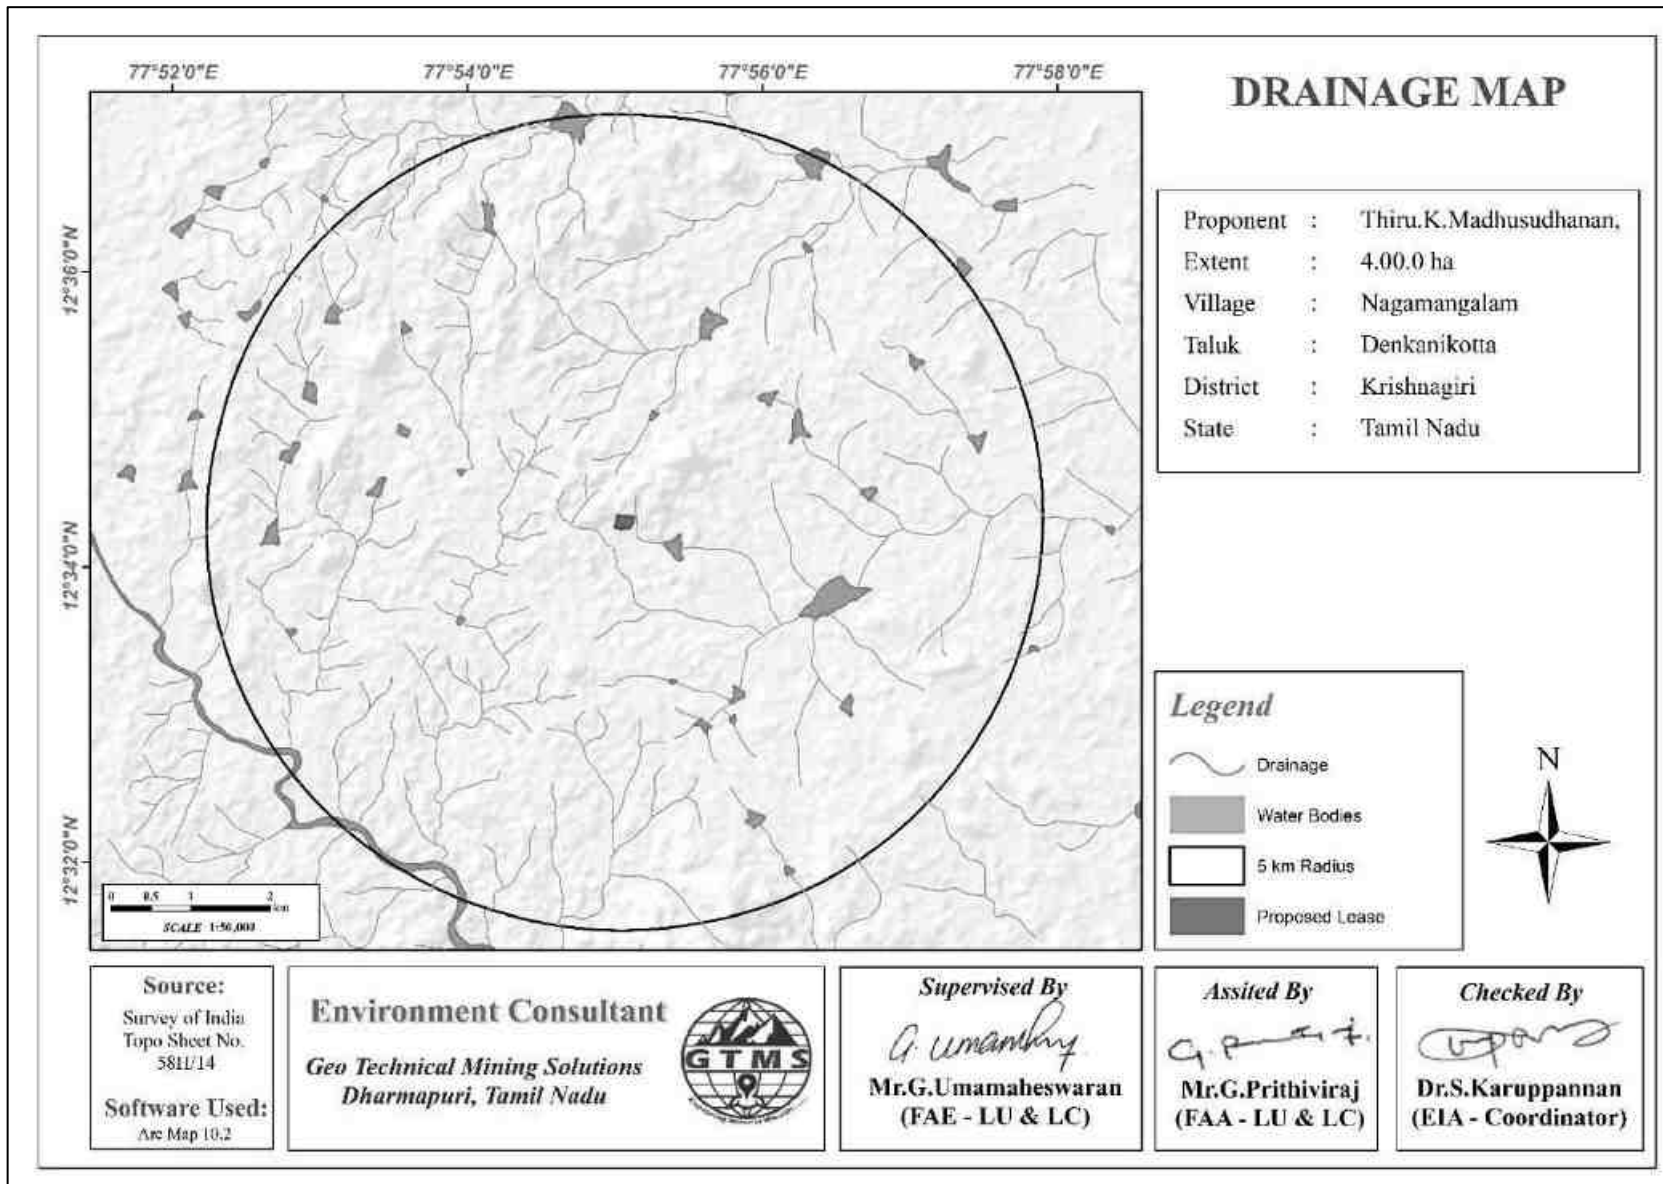 77°52'0"E 77°54'0"E 77°56'0"E 77°58'0"E
DRAINAGE MAP
12°36'0"N
12°34'0"N
12°32'0"N
Proponent : Thiru.K.Madhusudhanan,
Extent : 4.00.0 ha
Village : Nagamangalam
Taluk : Denkanikotta
District : Krishnagiri
State : Tamil Nadu
Legend
Drainage
Water Bodies
5 km Radius
Proposed Lease
N
0 0.5 1 2
km
SCALE 1:50,000
Source:
Survey of India
Topo Sheet No.
58H/14
Software Used:
Arc Map 10.2
Environment Consultant
Geo Technical Mining Solutions
Dharmapuri, Tamil Nadu
GTMS
Supervised By
G. Umamhy
Mr.G.Umamaheswaran
(FAE - LU & LC)
Assited By
Mr.G.Prithiviraj
(FAA - LU & LC)
Checked By
Dr.S.Karuppannan
(EIA - Coordinator)